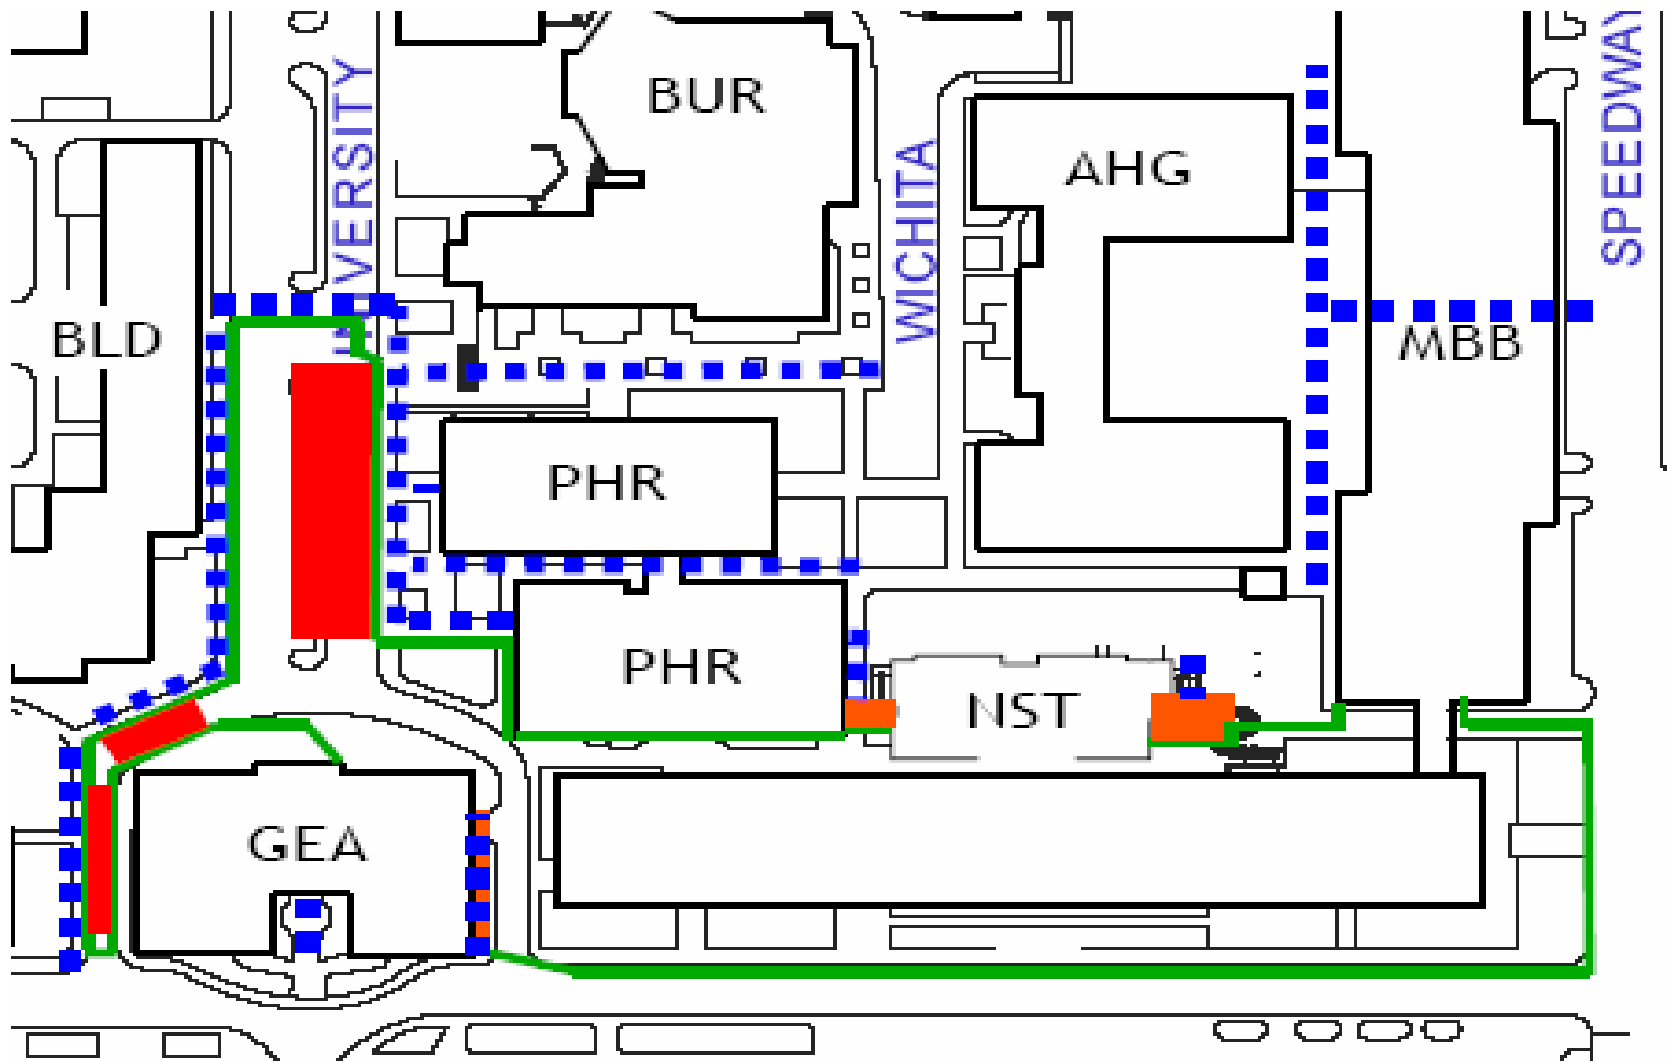 UNIVERSITY
BUR
WICHITA
AHG
SPEEDWAY
BLD
MBB
PHR
PHR
NST
GEA